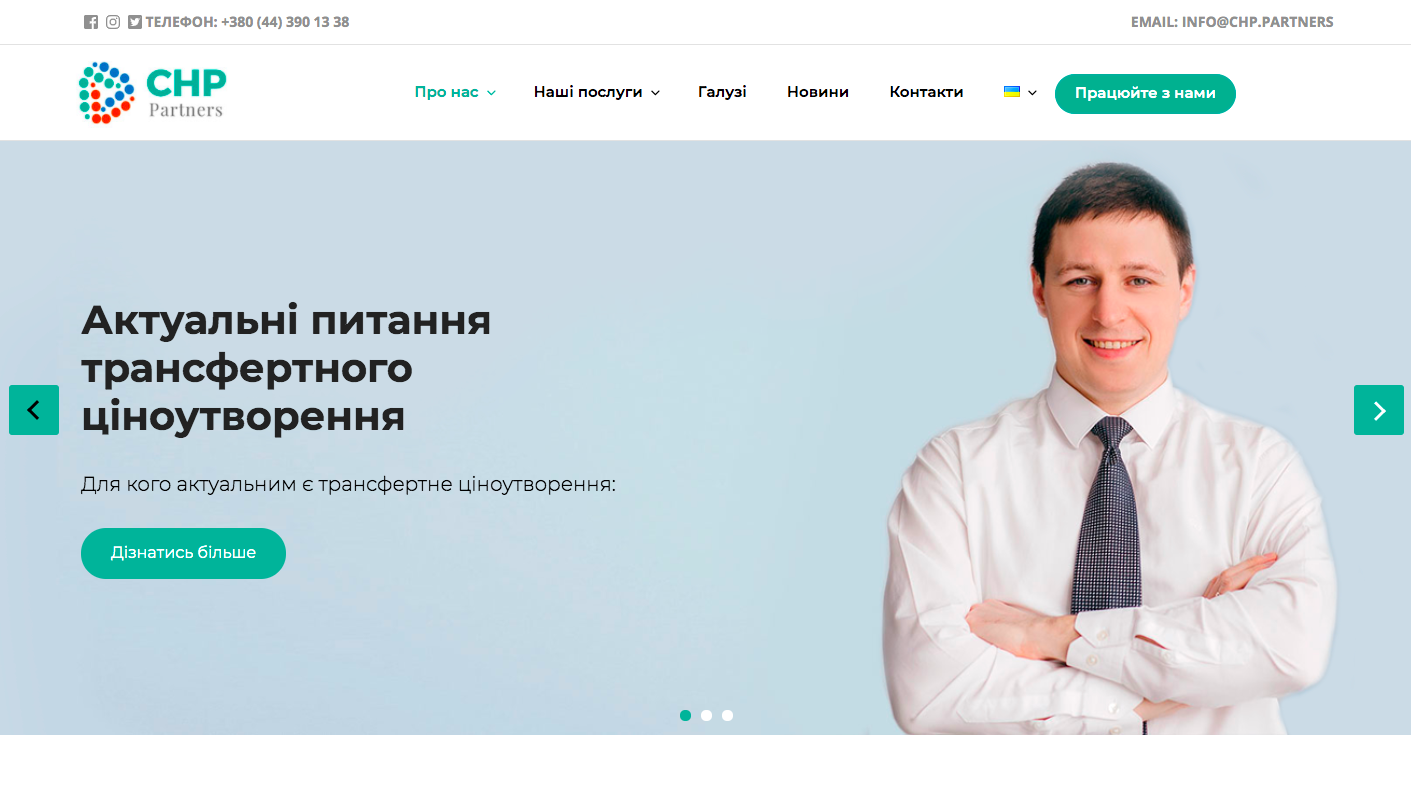 ТЕЛЕФОН: +380 (44) 390 13 38
EMAIL: INFO@CHP.PARTNERS
CHP
Partners
Про нас
Наші послуги
Галузі
Новини
Контакти
Працюйте з нами
Актуальні питання
трансфертного
ціноутворення
Для кого актуальним є трансфертне ціноутворення:
Дізнатись більше